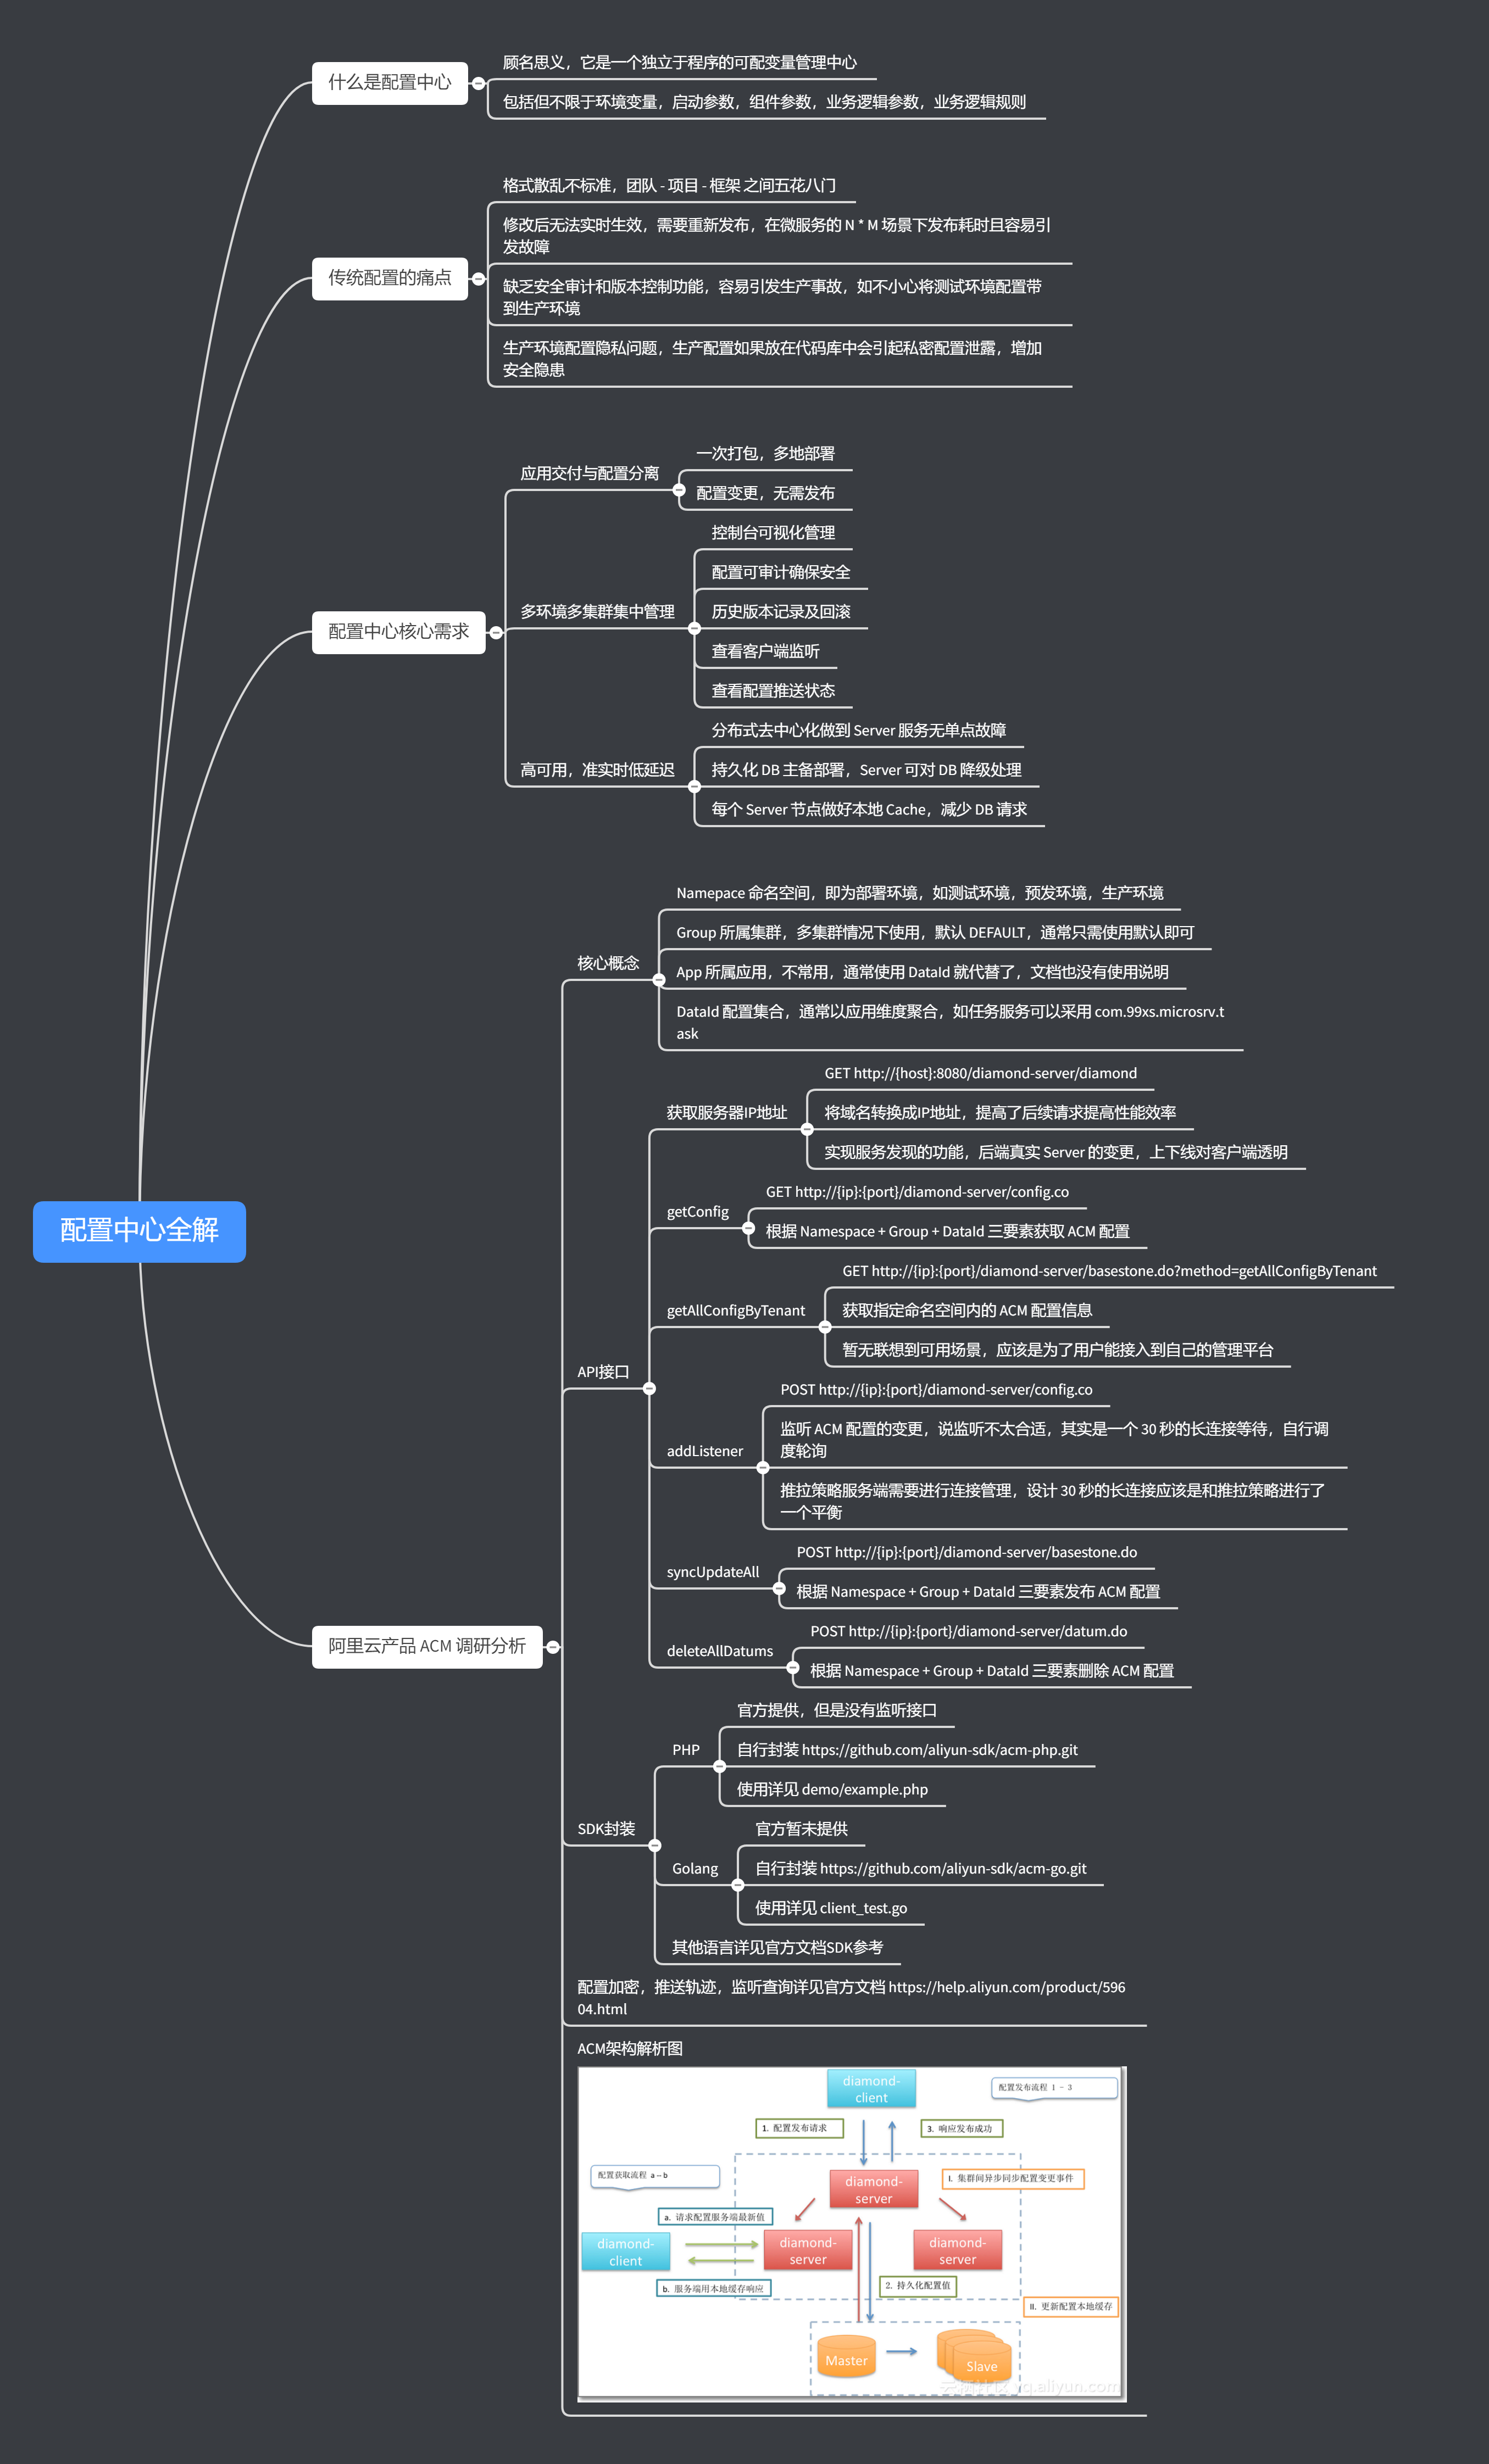 配置中心全解
什么是配置中心
顾名思义，它是一个独立于程序的可配变量管理中心
包括但不限于环境变量，启动参数，组件参数，业务逻辑参数，业务逻辑规则
传统配置的痛点
格式散乱不标准，团队 - 项目 - 框架 之间五花八门
修改后无法实时生效，需要重新发布，在微服务的 N * M 场景下发布耗时且容易引
发故障
缺乏安全审计和版本控制功能，容易引发生产事故，如不小心将测试环境配置带
到生产环境
生产环境配置隐私问题，生产配置如果放在代码库中会引起私密配置泄露，增加
安全隐患
配置中心核心需求
应用交付与配置分离
一次打包，多地部署
配置变更，无需发布
多环境多集群集中管理
控制台可视化管理
配置可审计确保安全
历史版本记录及回滚
查看客户端监听
查看配置推送状态
高可用，准实时低延迟
分布式去中心化做到 Server 服务无单点故障
持久化 DB 主备部署，Server 可对 DB 降级处理
每个 Server 节点做好本地 Cache，减少 DB 请求
阿里云产品 ACM 调研分析
核心概念
Namepace 命名空间，即为部署环境，如测试环境，预发环境，生产环境
Group 所属集群，多集群情况下使用，默认 DEFAULT，通常只需使用默认即可
App 所属应用，不常用，通常使用 DataId 就代替了，文档也没有使用说明
DataId 配置集合，通常以应用维度聚合，如任务服务可以采用 com.99xs.microsrv.t
ask
API接口
获取服务器IP地址
GET http://{host}:8080/diamond-server/diamond
将域名转换成IP地址，提高了后续请求提高性能效率
实现服务发现的功能，后端真实 Server 的变更，上下线对客户端透明
getConfig
GET http://{ip}:{port}/diamond-server/config.co
根据 Namespace + Group + DataId 三要素获取 ACM 配置
getAllConfigByTenant
GET http://{ip}:{port}/diamond-server/basestone.do?method=getAllConfigByTenant
获取指定命名空间内的 ACM 配置信息
暂无联想到可用场景，应该是为了用户能接入到自己的管理平台
addListener
POST http://{ip}:{port}/diamond-server/config.co
监听 ACM 配置的变更，说监听不太合适，其实是一个 30 秒的长连接等待，自行调
度轮询
推拉策略服务端需要进行连接管理，设计 30 秒的长连接应该是和推拉策略进行了
一个平衡
syncUpdateAll
POST http://{ip}:{port}/diamond-server/basestone.do
根据 Namespace + Group + DataId 三要素发布 ACM 配置
deleteAllDatums
POST http://{ip}:{port}/diamond-server/datum.do
根据 Namespace + Group + DataId 三要素删除 ACM 配置
SDK封装
PHP
官方提供，但是没有监听接口
自行封装 https://github.com/aliyun-sdk/acm-php.git
使用详见 demo/example.php
Golang
官方暂未提供
自行封装 https://github.com/aliyun-sdk/acm-go.git
使用详见 client_test.go
其他语言详见官方文档SDK参考
配置加密，推送轨迹，监听查询详见官方文档 https://help.aliyun.com/product/596
04.html
ACM架构解析图
diamond-
client
配置发布流程 1 - 3
1. 配置发布请求
3. 响应发布成功
配置获取流程 a – b
diamond-
server
I. 集群间异步同步配置变更事件
a. 请求配置服务端最新值
diamond-
client
diamond-
server
diamond-
server
b. 服务端用本地缓存响应
2. 持久化配置值
II. 更新配置本地缓存
Master
Slave
云栖社区 yq.aliyun.com